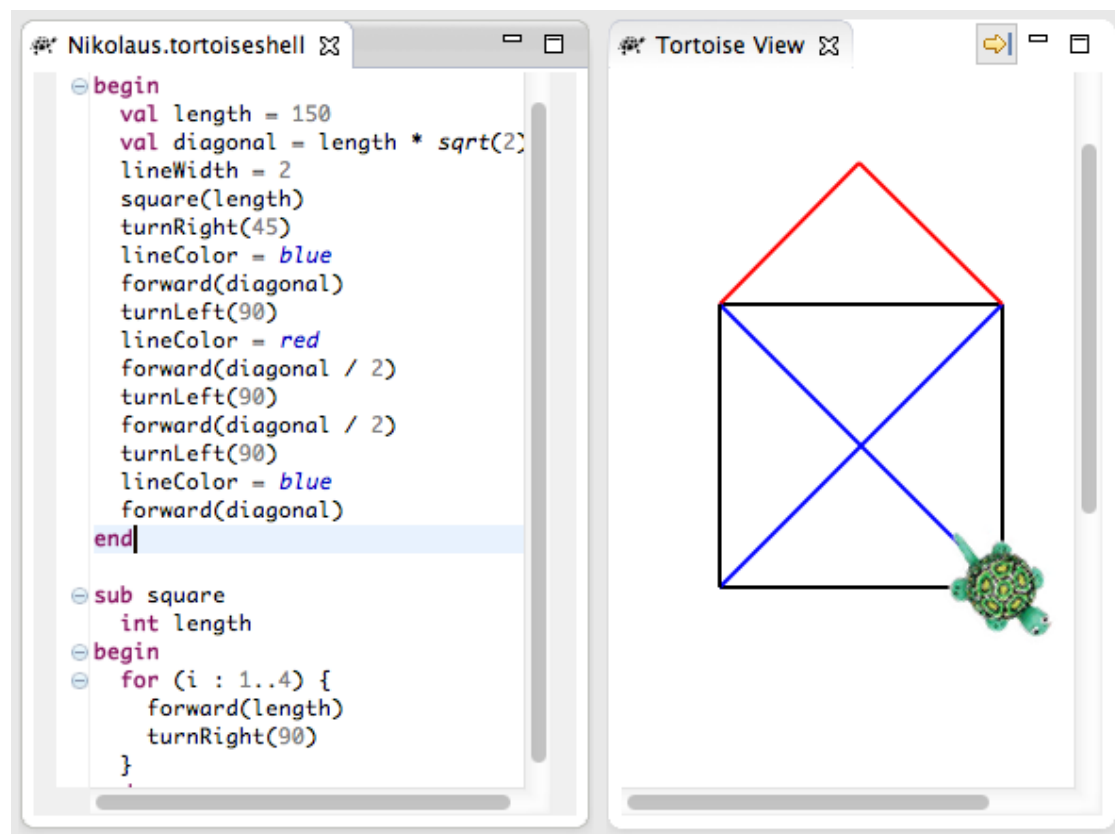 Nikolaus.tortoiseshell
begin
val length = 150
val diagonal = length * sqrt(2)
lineWidth = 2
square(length)
turnRight(45)
lineColor = blue
forward(diagonal)
turnLeft(90)
lineColor = red
forward(diagonal / 2)
turnLeft(90)
forward(diagonal / 2)
turnLeft(90)
lineColor = blue
forward(diagonal)
end
sub square
int length
begin
for (i : 1..4) {
forward(length)
turnRight(90)
}
Tortoise View